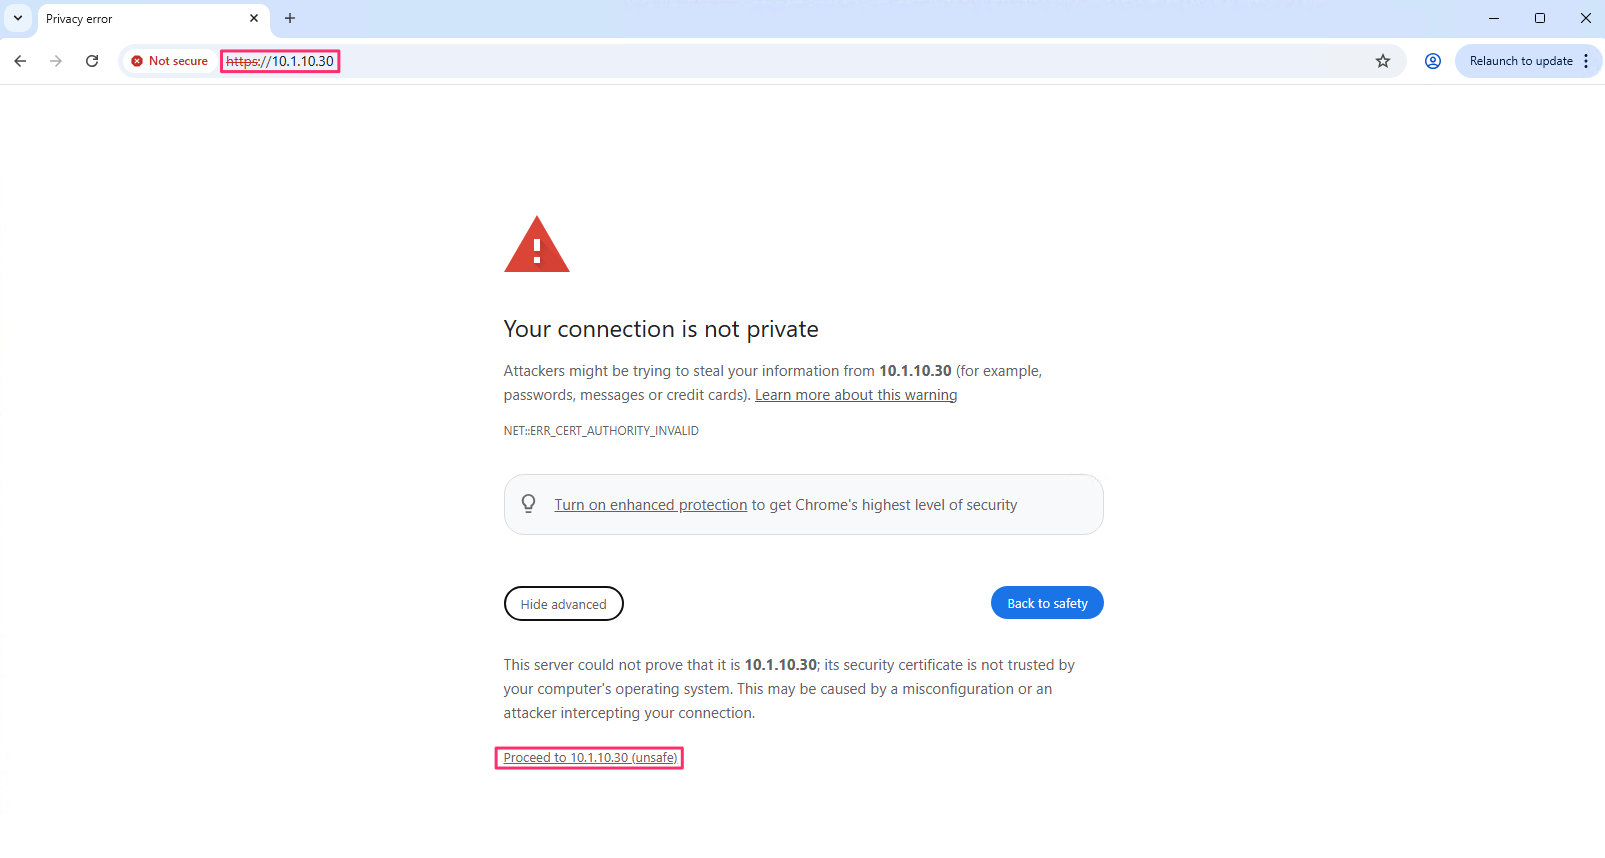 Privacy error
Not secure
https://10.1.10.30
Relaunch to update
Your connection is not private
Attackers might be trying to steal your information from 10.1.10.30 (for example,
passwords, messages or credit cards). Learn more about this warning
NET::ERR_CERT_AUTHORITY_INVALID
Turn on enhanced protection to get Chrome's highest level of security
Hide advanced
Back to safety
This server could not prove that it is 10.1.10.30; its security certificate is not trusted by
your computer's operating system. This may be caused by a misconfiguration or an
attacker intercepting your connection.
Proceed to 10.1.10.30 (unsafe)